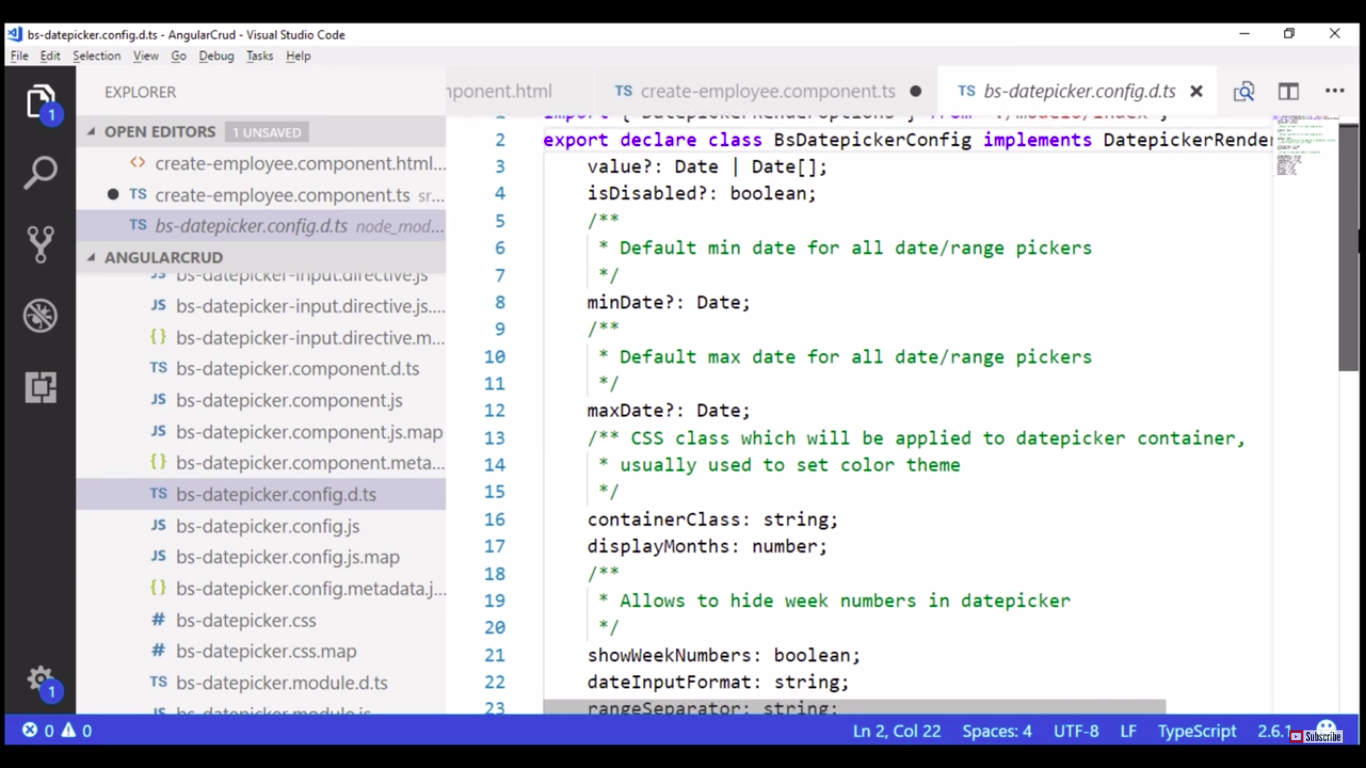 bs-datepicker.config.d.ts - AngularCrud - Visual Studio Code
File Edit Selection View Go Debug Tasks Help
EXPLORER
OPEN EDITORS 1 UNSAVED
<> create-employee.component.html...
TS create-employee.component.ts sr...
TS bs-datepicker.config.d.ts node_mod...
ANGULARCRUD
JS bs-datepicker-input.directive.js
JS bs-datepicker-input.directive.js....
{} bs-datepicker-input.directive.m...
TS bs-datepicker.component.d.ts
JS bs-datepicker.component.js
JS bs-datepicker.component.js.map
{} bs-datepicker.component.meta...
TS bs-datepicker.config.d.ts
JS bs-datepicker.config.js
JS bs-datepicker.config.js.map
{} bs-datepicker.config.metadata.j...
# bs-datepicker.css
# bs-datepicker.css.map
TS bs-datepicker.module.d.ts
bs-datepicker.module.js
1
1
nponent.html
TS create-employee.component.ts
TS bs-datepicker.config.d.ts
1 import { DatepickerRenderOptions } from './models/index';
2 export declare class BsDatepickerConfig implements DatepickerRender
3 value?: Date | Date[];
4 isDisabled?: boolean;
5 /**
6 * Default min date for all date/range pickers
7 */
8 minDate?: Date;
9 /**
10 * Default max date for all date/range pickers
11 */
12 maxDate?: Date;
13 /** CSS class which will be applied to datepicker container,
14 * usually used to set color theme
15 */
16 containerClass: string;
17 displayMonths: number;
18 /**
19 * Allows to hide week numbers in datepicker
20 */
21 showWeekNumbers: boolean;
22 dateInputFormat: string;
23 rangeSeparator: string;
0 0
Ln 2, Col 22 Spaces: 4 UTF-8 LF TypeScript 2.6.1
Subscribe